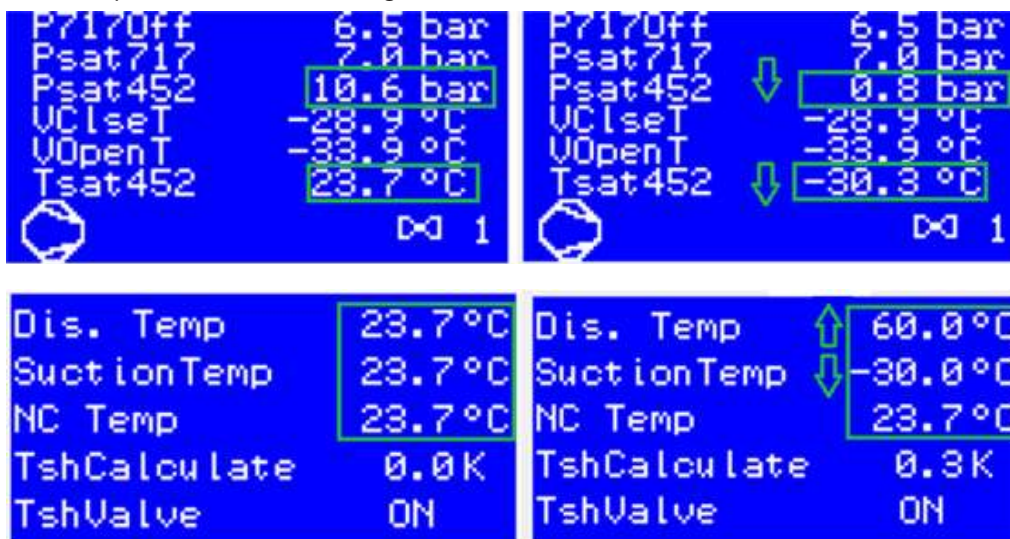 P717Off 6.5 bar
Psat717 7.0 bar
Psat452 10.6 bar
VClseT -28.9 °C
VOpenT -33.9 °C
Tsat452 23.7 °C
1
P717Off 6.5 bar
Psat717 7.0 bar
Psat452 0.8 bar
VClseT -28.9 °C
VOpenT -33.9 °C
Tsat452 -30.3 °C
1
Dis. Temp 23.7°C
SuctionTemp 23.7°C
NC Temp 23.7°C
TshCalculate 0.0K
TshValve ON
Dis. Temp 60.0°C
SuctionTemp -30.0°C
NC Temp 23.7°C
TshCalculate 0.3K
TshValve ON